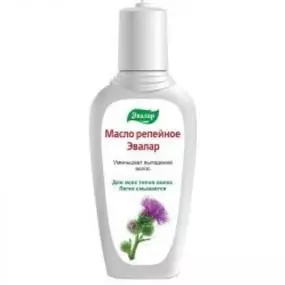 Эвалар
Масло репейное
Эвалар
Уменьшает выпадение
волос
Для всех типов волос
Легко смывается